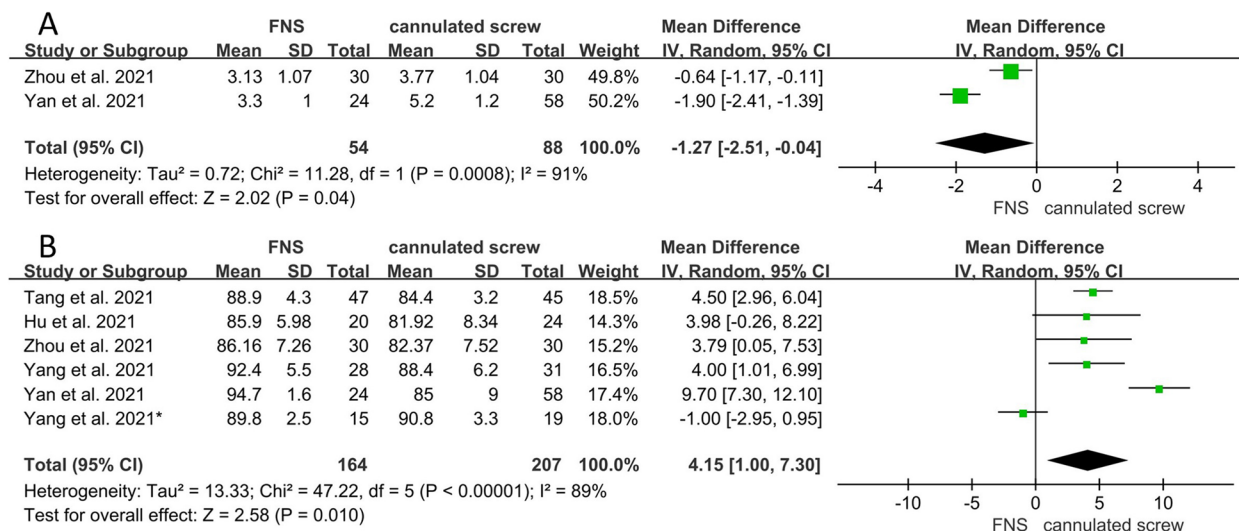 A
FNS cannulated screw Mean Difference Mean Difference
Study or Subgroup Mean SD Total Mean SD Total Weight IV, Random, 95% CI IV, Random, 95% CI
Zhou et al. 2021 3.13 1.07 30 3.77 1.04 30 49.8% -0.64 [-1.17, -0.11]
Yan et al. 2021 3.3 1 24 5.2 1.2 58 50.2% -1.90 [-2.41, -1.39]
Total (95% CI) 54 88 100.0% -1.27 [-2.51, -0.04]
Heterogeneity: Tau² = 0.72; Chi² = 11.28, df = 1 (P = 0.0008); I² = 91%
Test for overall effect: Z = 2.02 (P = 0.04)
-4 -2 0 2 4
FNS cannulated screw
B
FNS cannulated screw Mean Difference Mean Difference
Study or Subgroup Mean SD Total Mean SD Total Weight IV, Random, 95% CI IV, Random, 95% CI
Tang et al. 2021 88.9 4.3 47 84.4 3.2 45 18.5% 4.50 [2.96, 6.04]
Hu et al. 2021 85.9 5.98 20 81.92 8.34 24 14.3% 3.98 [-0.26, 8.22]
Zhou et al. 2021 86.16 7.26 30 82.37 7.52 30 15.2% 3.79 [0.05, 7.53]
Yang et al. 2021 92.4 5.5 28 88.4 6.2 31 16.5% 4.00 [1.01, 6.99]
Yan et al. 2021 94.7 1.6 24 85 9 58 17.4% 9.70 [7.30, 12.10]
Yang et al. 2021* 89.8 2.5 15 90.8 3.3 19 18.0% -1.00 [-2.95, 0.95]
Total (95% CI) 164 207 100.0% 4.15 [1.00, 7.30]
Heterogeneity: Tau² = 13.33; Chi² = 47.22, df = 5 (P < 0.00001); I² = 89%
Test for overall effect: Z = 2.58 (P = 0.010)
-10 -5 0 5 10
FNS cannulated screw